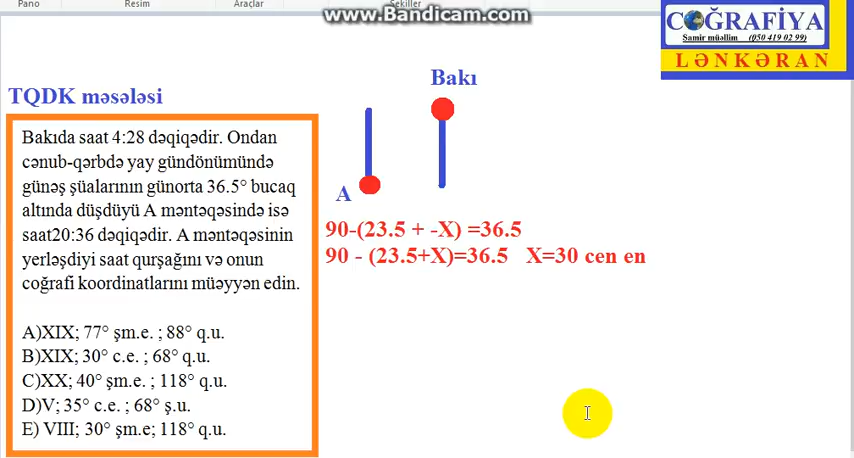 Pano Resim Araçlar Şekiller
www.Bandicam.com
COĞRAFİYA
Samir müəllim (050 419 02 99)
LƏNKƏRAN
TQDK məsələsi
Bakı
Bakıda saat 4:28 dəqiqədir. Ondan
cənub-qərbdə yay gündönümündə
günəş şüalarının günorta 36.5° bucaq
altında düşdüyü A məntəqəsində isə
saat20:36 dəqiqədir. A məntəqəsinin
yerləşdiyi saat qurşağını və onun
coğrafi koordinatlarını müəyyən edin.
A)XIX; 77° şm.e. ; 88° q.u.
B)XIX; 30° c.e. ; 68° q.u.
C)XX; 40° şm.e. ; 118° q.u.
D)V; 35° c.e. ; 68° ş.u.
E) VIII; 30° şm.e; 118° q.u.
A
90-(23.5 + -X) =36.5
90 - (23.5+X)=36.5 X=30 cen en